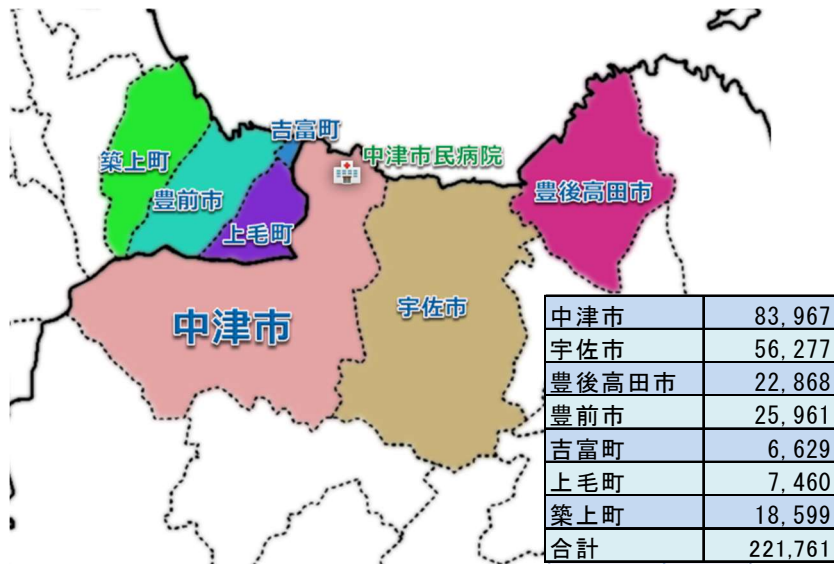 吉富町
中津市民病院
築上町
豊前市
豊後高田市
上毛町
中津市
宇佐市
中津市 83,967
宇佐市 56,277
豊後高田市 22,868
豊前市 25,961
吉富町 6,629
上毛町 7,460
築上町 18,599
合計 221,761